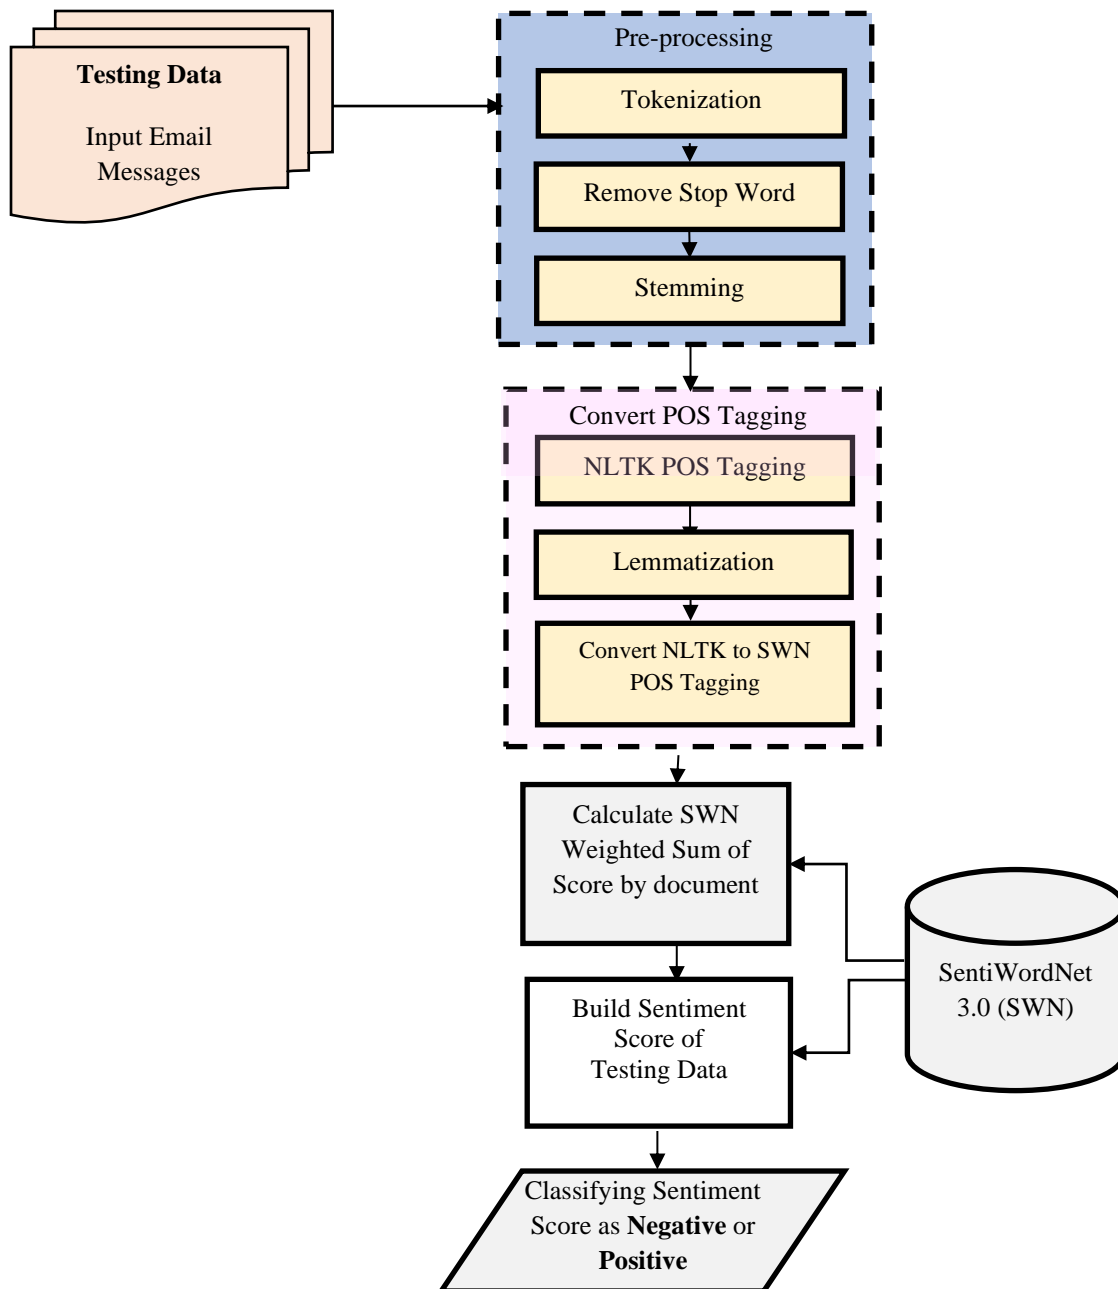 Testing Data
Input Email
Messages
Pre-processing
Tokenization
Remove Stop Word
Stemming
Convert POS Tagging
NLTK POS Tagging
Lemmatization
Convert NLTK to SWN
POS Tagging
Calculate SWN
Weighted Sum of
Score by document
SentiWordNet
3.0 (SWN)
Build Sentiment
Score of
Testing Data
Classifying Sentiment
Score as Negative or
Positive